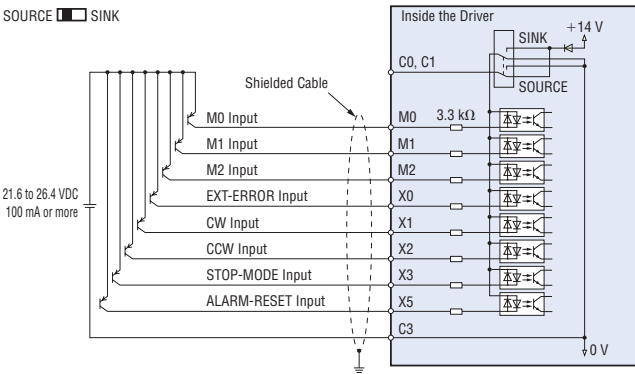 SOURCE SINK
Inside the Driver
+14 V
SINK
SOURCE
C0, C1
Shielded Cable
M0 Input
M0
3.3 kΩ
M1 Input
M1
M2 Input
M2
21.6 to 26.4 VDC
100 mA or more
EXT-ERROR Input
X0
CW Input
X1
CCW Input
X2
STOP-MODE Input
X3
ALARM-RESET Input
X5
C3
0 V